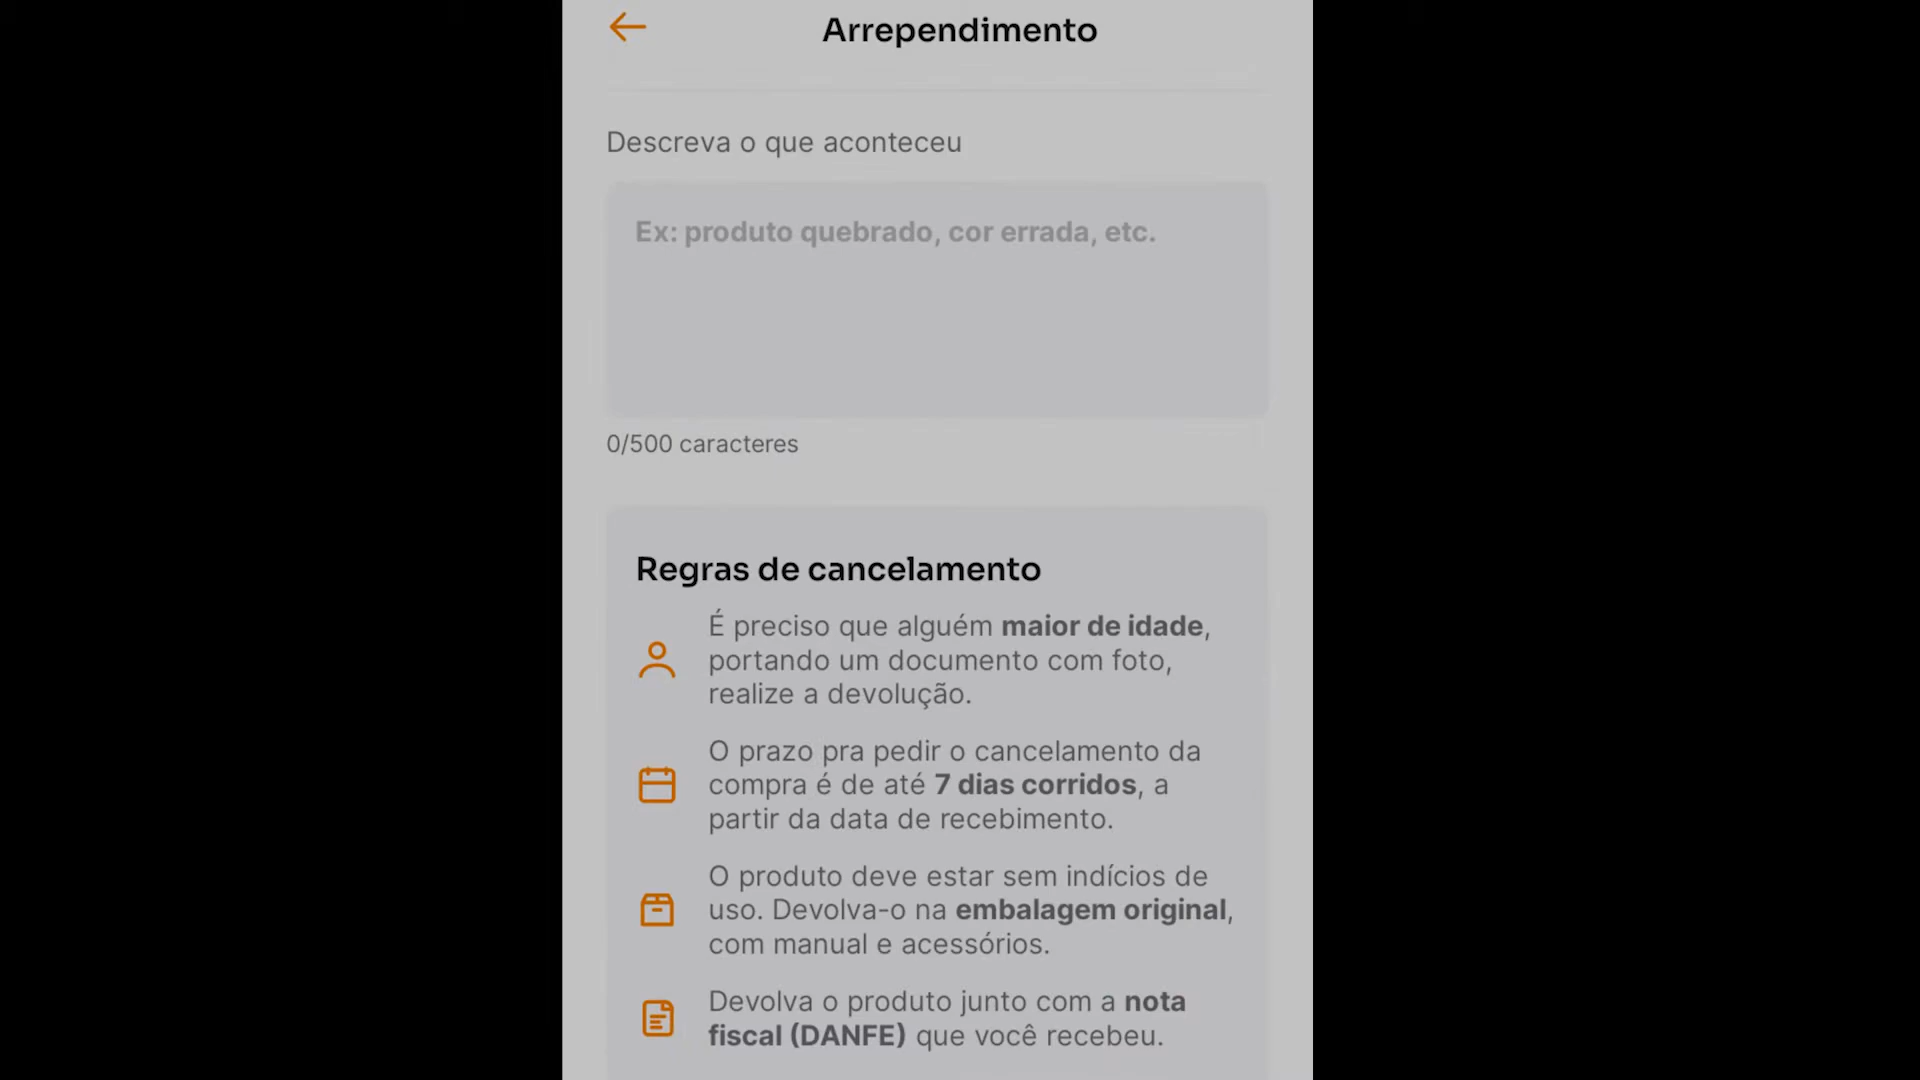 Arrependimento
Descreva o que aconteceu
Ex: produto quebrado, cor errada, etc.
0/500 caracteres
Regras de cancelamento
É preciso que alguém maior de idade,
portando um documento com foto,
realize a devolução.
O prazo pra pedir o cancelamento da
compra é de até 7 dias corridos, a
partir da data de recebimento.
O produto deve estar sem indícios de
uso. Devolva-o na embalagem original,
com manual e acessórios.
Devolva o produto junto com a nota
fiscal (DANFE) que você recebeu.